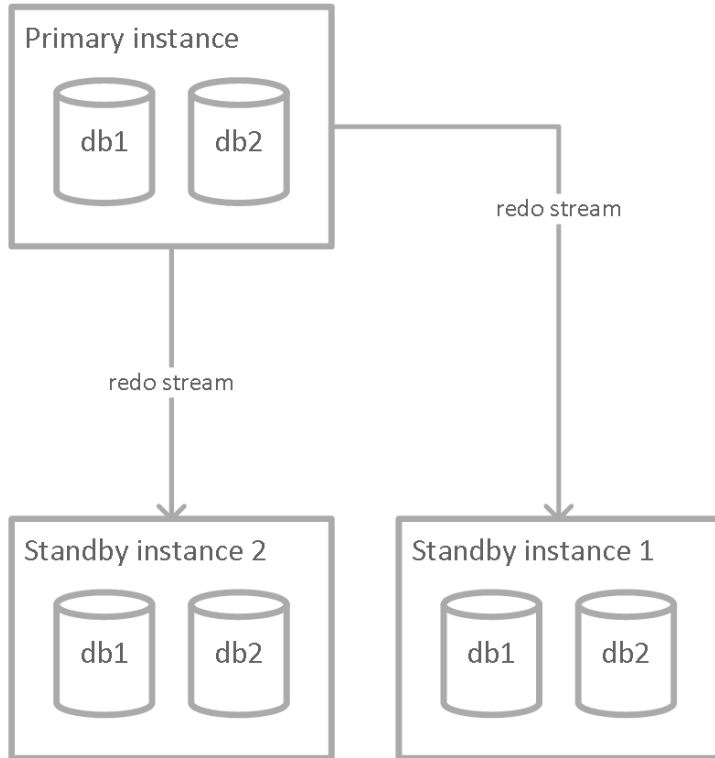 Primary instance
db1
db2
redo stream
redo stream
Standby instance 2
db1
db2
Standby instance 1
db1
db2